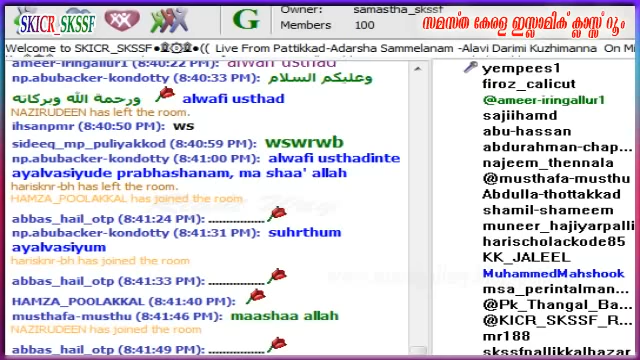 SKICR_SKSSF
G
Owner: samastha_skssf
Members 100
സമസ്ത കേരള ഇസ്ലാമിക് ക്ലാസ്സ് റൂം
Welcome to SKICR_SKSSF Live From Pattikkad-Adarsha Sammelanam -Alavi Darimi Kuzhimanna On Mi
ameer-iringallur1 (8:40:22 PM): alwafi usthad
np.abubacker-kondotty (8:40:33 PM): وعليكم السلام
ورحمة الله وبركاته alwafi usthad
NAZIRUDEEN has left the room.
ihsanpmr (8:40:50 PM): ws
sideeq_mp_puliyakkod (8:40:59 PM): wswrwb
np.abubacker-kondotty (8:41:00 PM): alwafi usthadinte
ayalvasiyude prabhashanam, ma shaa' allah
harisknr-bh has left the room.
HAMZA_POOLAKKAL has joined the room.
abbas_hail_otp (8:41:24 PM): ................
np.abubacker-kondotty (8:41:31 PM): suhrthum
ayalvasiyum
harisknr-bh has joined the room.
abbas_hail_otp (8:41:33 PM): ................
HAMZA_POOLAKKAL (8:41:40 PM):
musthafa-musthu (8:41:46 PM): maashaa allah
NAZIRUDEEN has joined the room.
abbas_hail_otp (8:41:49 PM): ................
yempees1
firoz_calicut
@ameer-iringallur1
sajiihamd
abu-hassan
abdurahman-chap...
najeem_thennala
@musthafa-musthu
Abdulla-thottakkad
shamil-shameem
muneer_hajiyarpalli
harischolackode85
KK_JALEEL
MuhammedMahshook
msa_perintalman...
@Pk_Thangal_Ba...
@KICR_SKSSF_R...
mr188
skssfpallikkalbazar